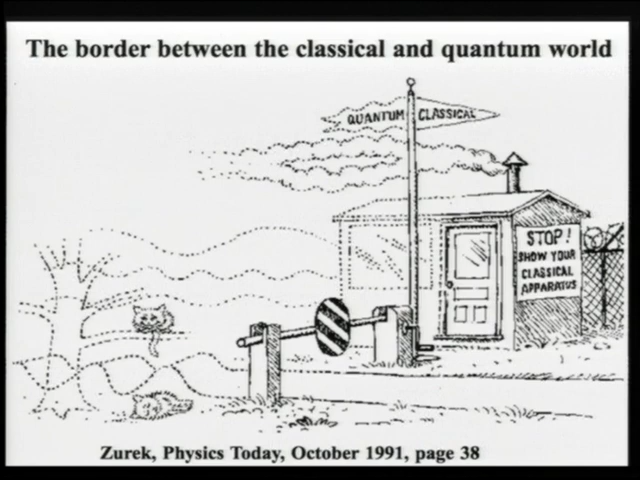 The border between the classical and quantum world
QUANTUM CLASSICAL
STOP!
SHOW YOUR
CLASSICAL
APPARATUS
Zurek, Physics Today, October 1991, page 38